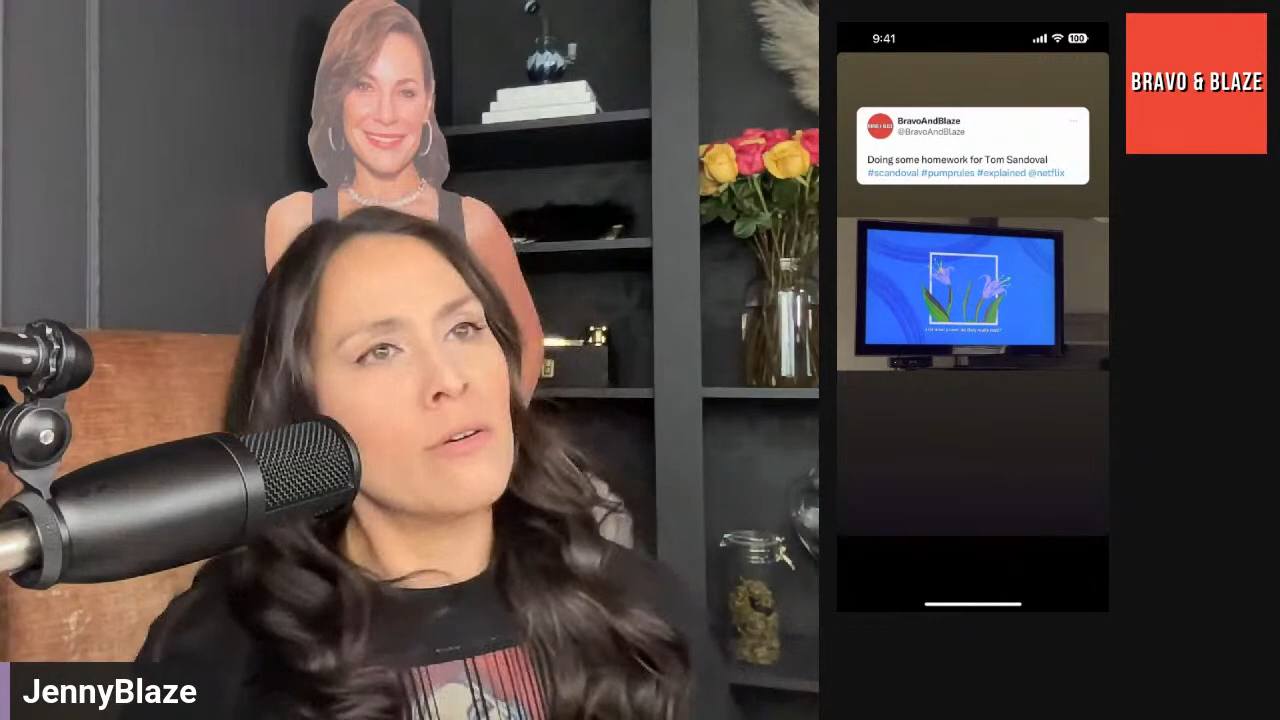 9:41
100
BRAVO & BLAZE
BravoAndBlaze
@BravoAndBlaze
Doing some homework for Tom Sandoval
#scandoval #pumprules #explained @netflix
JennyBlaze